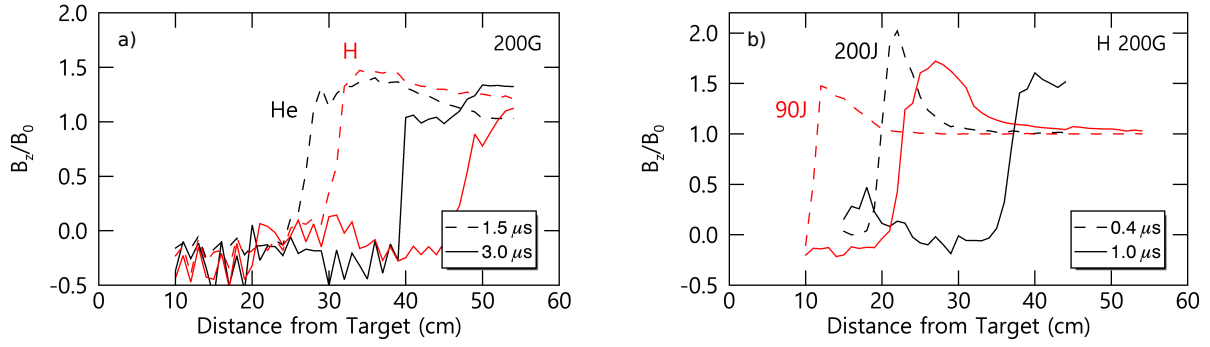 a)
200G
H
He
2.0
1.5
1.0
0.5
0.0
-0.5
B_z/B_0
1.5 μs
3.0 μs
0 10 20 30 40 50 60
Distance from Target (cm)
b)
H 200G
200J
90J
2.0
1.5
1.0
0.5
0.0
-0.5
B_z/B_0
0.4 μs
1.0 μs
0 10 20 30 40 50 60
Distance from Target (cm)